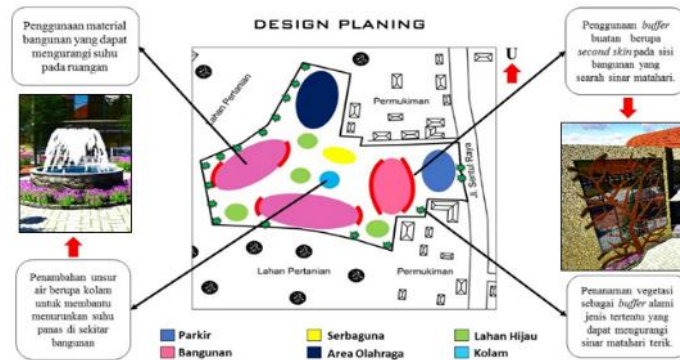 DESIGN PLANING
Penggunaan material
bangunan yang dapat
mengurangi suhu
pada ruangan
Penggunaan buffer
buatan berupa
second skin pada sisi
bangunan yang
searah sinar matahari.
U
Lahan Pertanian
Permukiman
Jl. Sentul Raya
Lahan Pertanian
Permukiman
Penambahan unsur
air berupa kolam
untuk membantu
menurunkan suhu
panas di sekitar
bangunan
Penanaman vegetasi
sebagai buffer alami
jenis tertentu yang
dapat mengurangi
sinar matahari terik.
Parkir
Serbaguna
Lahan Hijau
Bangunan
Area Olahraga
Kolam